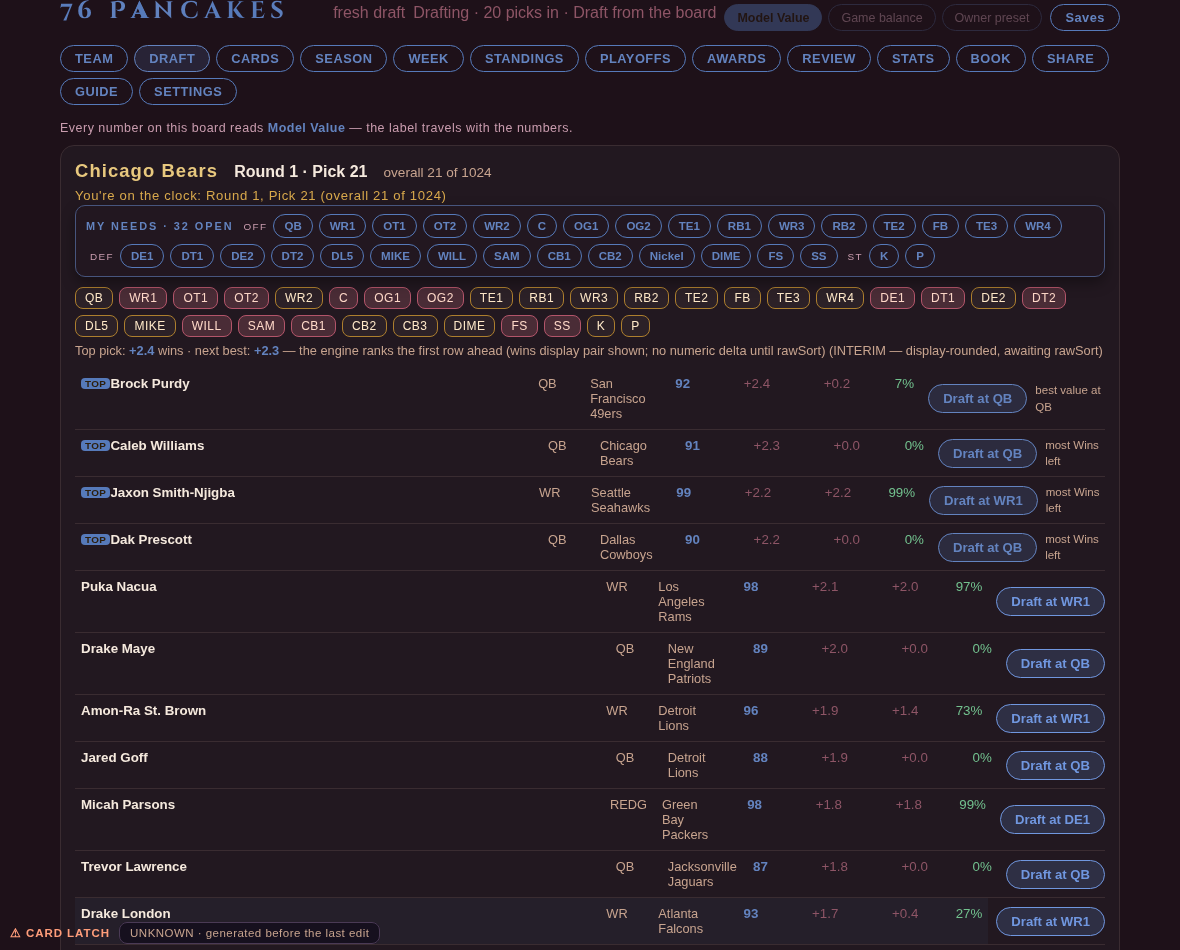 76 PANCAKES fresh draft Drafting · 20 picks in · Draft from the board Model Value Game balance Owner preset Saves
TEAM DRAFT CARDS SEASON WEEK STANDINGS PLAYOFFS AWARDS REVIEW STATS BOOK SHARE
GUIDE SETTINGS
Every number on this board reads Model Value — the label travels with the numbers.
Chicago Bears Round 1 · Pick 21 overall 21 of 1024
You're on the clock: Round 1, Pick 21 (overall 21 of 1024)
MY NEEDS · 32 OPEN OFF QB WR1 OT1 OT2 WR2 C OG1 OG2 TE1 RB1 WR3 RB2 TE2 FB TE3 WR4
DEF DE1 DT1 DE2 DT2 DL5 MIKE WILL SAM CB1 CB2 Nickel DIME FS SS ST K P
QB WR1 OT1 OT2 WR2 C OG1 OG2 TE1 RB1 WR3 RB2 TE2 FB TE3 WR4 DE1 DT1 DE2 DT2
DL5 MIKE WILL SAM CB1 CB2 CB3 DIME FS SS K P
Top pick: +2.4 wins · next best: +2.3 — the engine ranks the first row ahead (wins display pair shown; no numeric delta until rawSort) (INTERIM — display-rounded, awaiting rawSort)
TOP Brock Purdy QB San Francisco 49ers 92 +2.4 +0.2 7% Draft at QB best value at QB
TOP Caleb Williams QB Chicago Bears 91 +2.3 +0.0 0% Draft at QB most Wins left
TOP Jaxon Smith-Njigba WR Seattle Seahawks 99 +2.2 +2.2 99% Draft at WR1 most Wins left
TOP Dak Prescott QB Dallas Cowboys 90 +2.2 +0.0 0% Draft at QB most Wins left
Puka Nacua WR Los Angeles Rams 98 +2.1 +2.0 97% Draft at WR1
Drake Maye QB New England Patriots 89 +2.0 +0.0 0% Draft at QB
Amon-Ra St. Brown WR Detroit Lions 96 +1.9 +1.4 73% Draft at WR1
Jared Goff QB Detroit Lions 88 +1.9 +0.0 0% Draft at QB
Micah Parsons REDG Green Bay Packers 98 +1.8 +1.8 99% Draft at DE1
Trevor Lawrence QB Jacksonville Jaguars 87 +1.8 +0.0 0% Draft at QB
Drake London WR Atlanta Falcons 93 +1.7 +0.4 27% Draft at WR1
⚠ CARD LATCH UNKNOWN · generated before the last edit